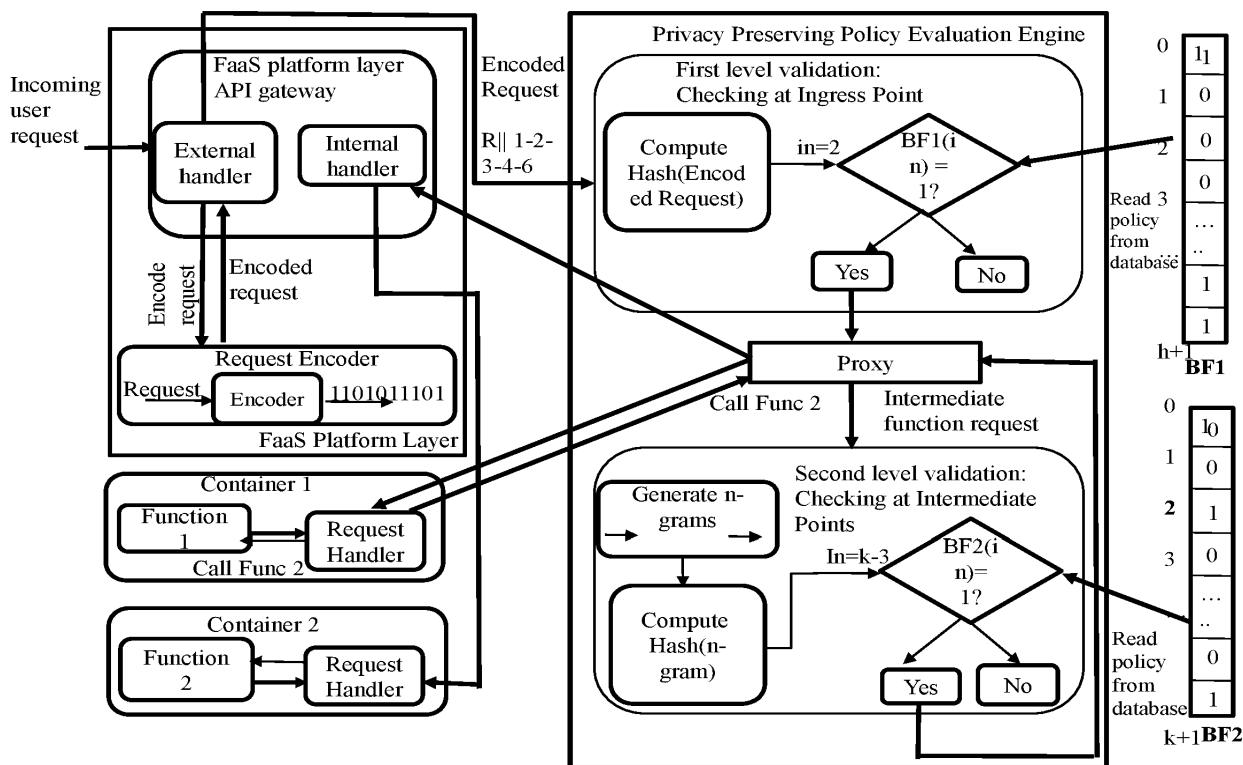 Incoming
user
request
FaaS platform layer
API gateway
External
handler
Internal
handler
Encode
request
Encoded
request
Request Encoder
Request
Encoder
1101011101
FaaS Platform Layer
Container 1
Function
1
Request
Handler
Call Func 2
Container 2
Function
2
Request
Handler
Encoded
Request
R|| 1-2-
3-4-6
Privacy Preserving Policy Evaluation Engine
First level validation:
Checking at Ingress Point
Compute
Hash(Encod
ed Request)
in=2
BF1(i
n) =
1?
Yes
No
Proxy
Call Func 2
Intermediate
function request
Second level validation:
Checking at Intermediate
Points
Generate n-
grams
Compute
Hash(n-
gram)
In=k-3
BF2(i
n)=
1?
Yes
No
Read 3
policy
from
database
0
1
2
...
h+1
11
0
0
0
...
..
1
1
BF1
0
1
2
3
10
0
1
0
...
..
0
1
Read
policy
from
database
k+1
BF2